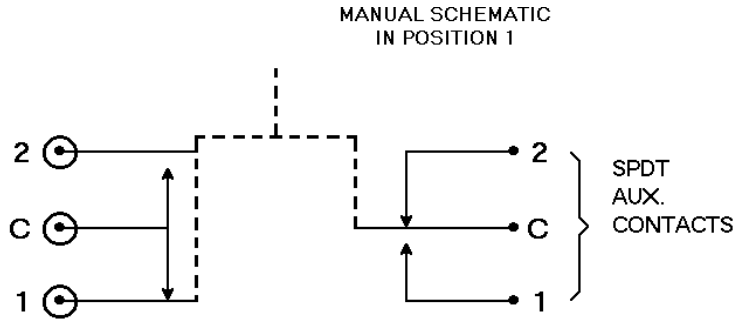 MANUAL SCHEMATIC
IN POSITION 1
2
C
1
2
C
1
SPDT
AUX.
CONTACTS